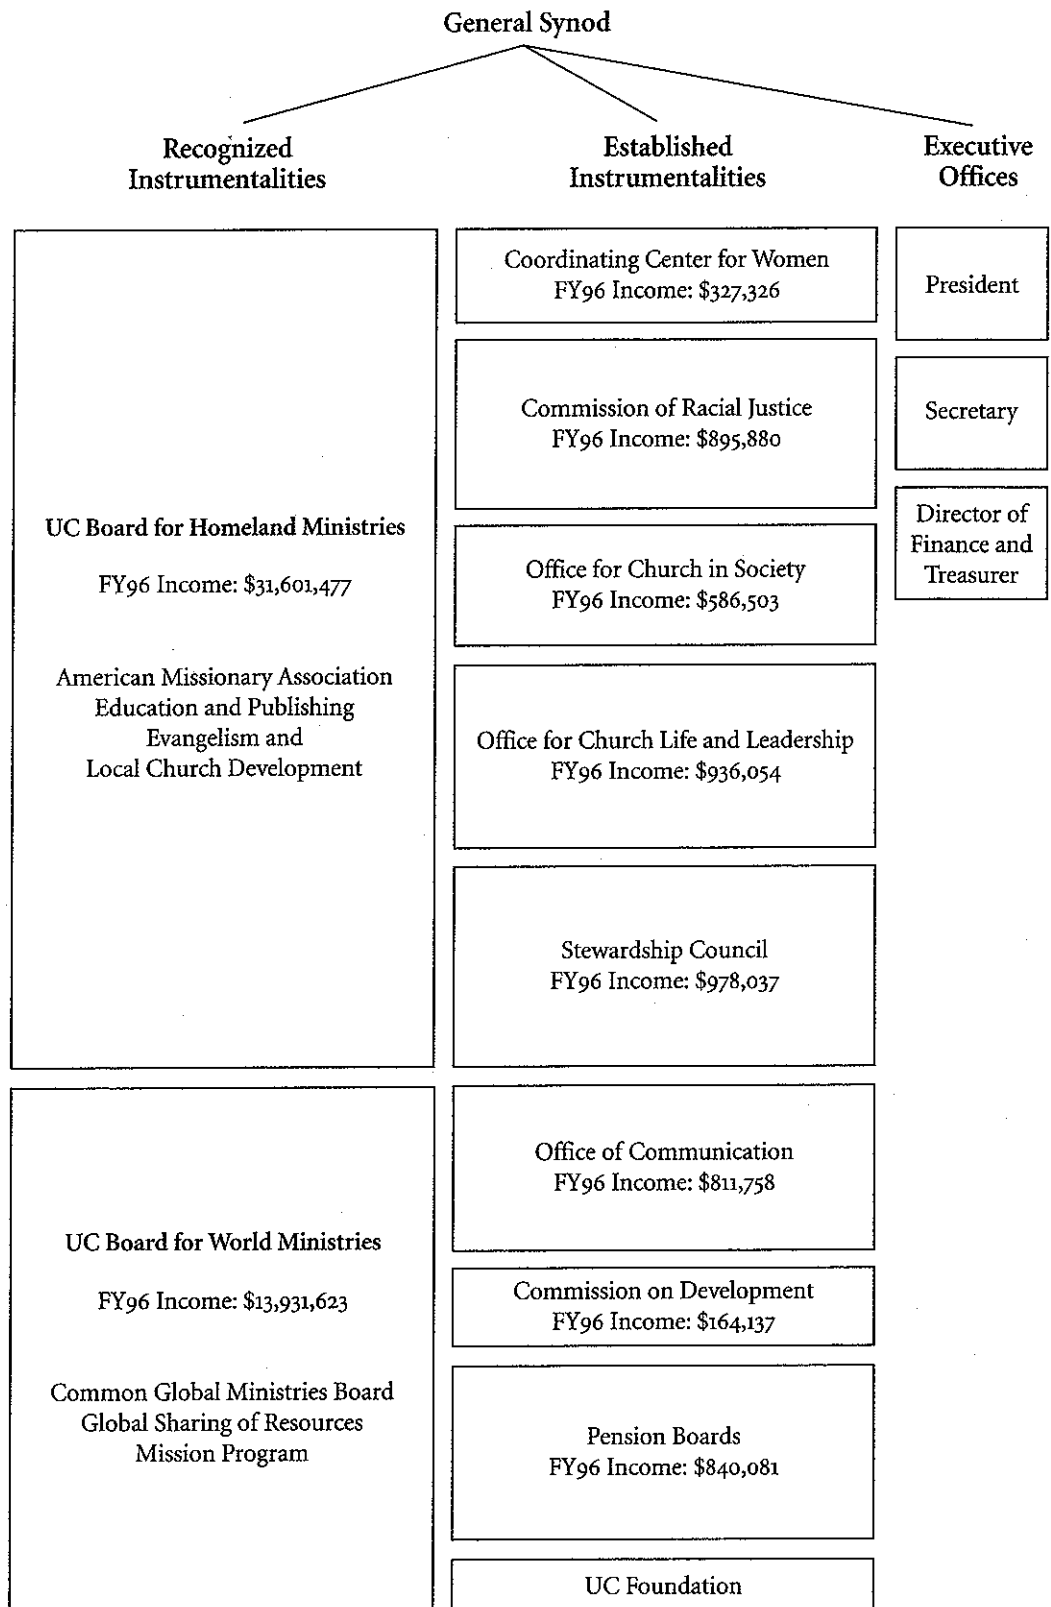 General Synod
Recognized
Instrumentalities
Established
Instrumentalities
Executive
Offices
UC Board for Homeland Ministries
FY96 Income: $31,601,477
American Missionary Association
Education and Publishing
Evangelism and
Local Church Development
UC Board for World Ministries
FY96 Income: $13,931,623
Common Global Ministries Board
Global Sharing of Resources
Mission Program
Coordinating Center for Women
FY96 Income: $327,326
Commission of Racial Justice
FY96 Income: $895,880
Office for Church in Society
FY96 Income: $586,503
Office for Church Life and Leadership
FY96 Income: $936,054
Stewardship Council
FY96 Income: $978,037
Office of Communication
FY96 Income: $811,758
Commission on Development
FY96 Income: $164,137
Pension Boards
FY96 Income: $840,081
UC Foundation
President
Secretary
Director of
Finance and
Treasurer